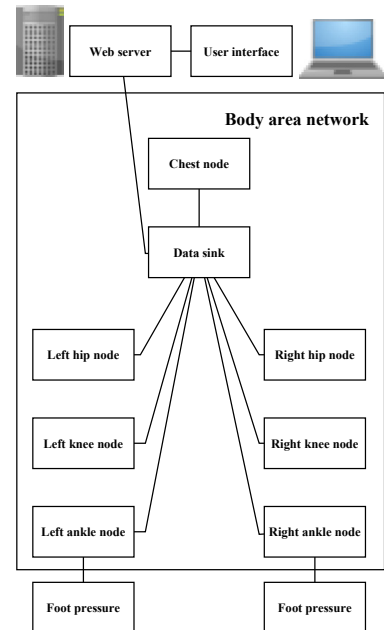 Web server
User interface
Body area network
Chest node
Data sink
Left hip node
Right hip node
Left knee node
Right knee node
Left ankle node
Right ankle node
Foot pressure
Foot pressure